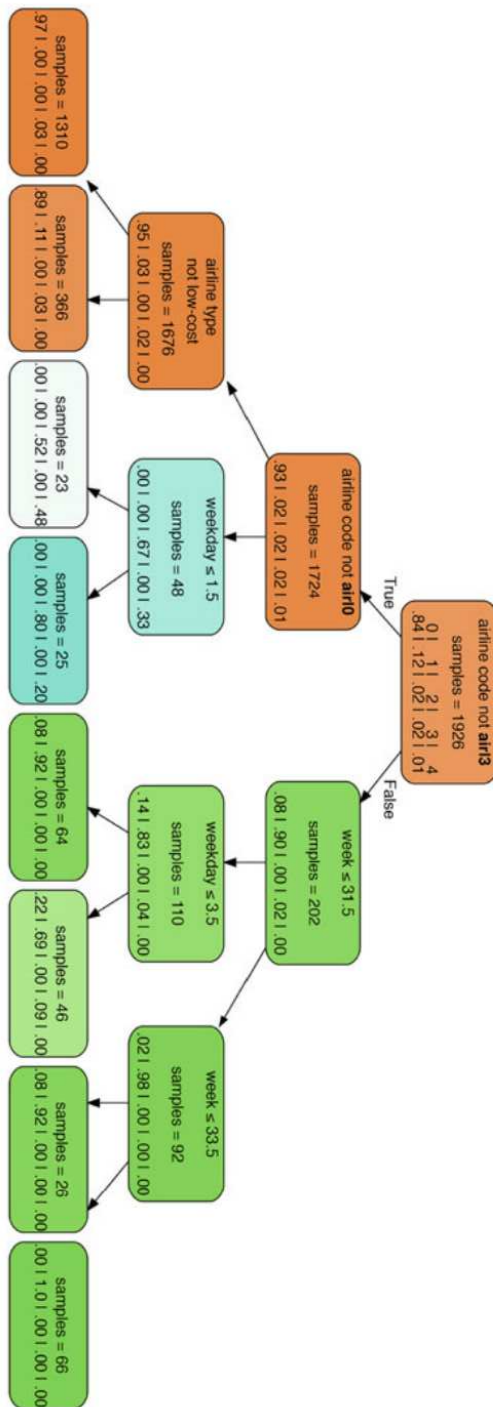 airline code not airl3
samples = 1926
0 | 1 | 2 | 3 | 4
.84 | .12 | .02 | .02 | .01
True
False
airline code not airl0
samples = 1724
.93 | .02 | .02 | .02 | .01
week ≤ 31.5
samples = 202
.08 | .90 | .00 | .02 | .00
airline type
not low-cost
samples = 1676
.95 | .03 | .00 | .02 | .00
weekday ≤ 1.5
samples = 48
.00 | .00 | .67 | .00 | .33
weekday ≤ 3.5
samples = 110
.14 | .83 | .00 | .04 | .00
week ≤ 33.5
samples = 92
.02 | .98 | .00 | .00 | .00
samples = 1310
.97 | .00 | .00 | .03 | .00
samples = 366
.89 | .11 | .00 | .03 | .00
samples = 23
.00 | .00 | .52 | .00 | .48
samples = 25
.00 | .00 | .80 | .00 | .20
samples = 64
.08 | .92 | .00 | .00 | .00
samples = 46
.22 | .69 | .00 | .09 | .00
samples = 26
.08 | .92 | .00 | .00 | .00
samples = 66
.00 | 1.0 | .00 | .00 | .00